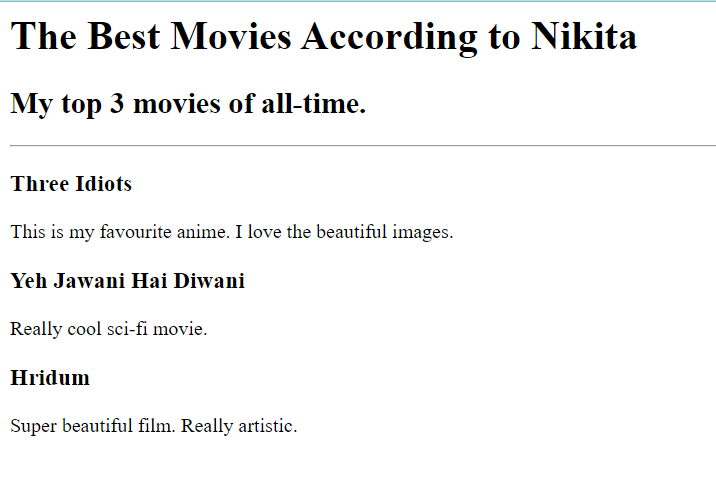 The Best Movies According to Nikita
My top 3 movies of all-time.
Three Idiots
This is my favourite anime. I love the beautiful images.
Yeh Jawani Hai Diwani
Really cool sci-fi movie.
Hridum
Super beautiful film. Really artistic.